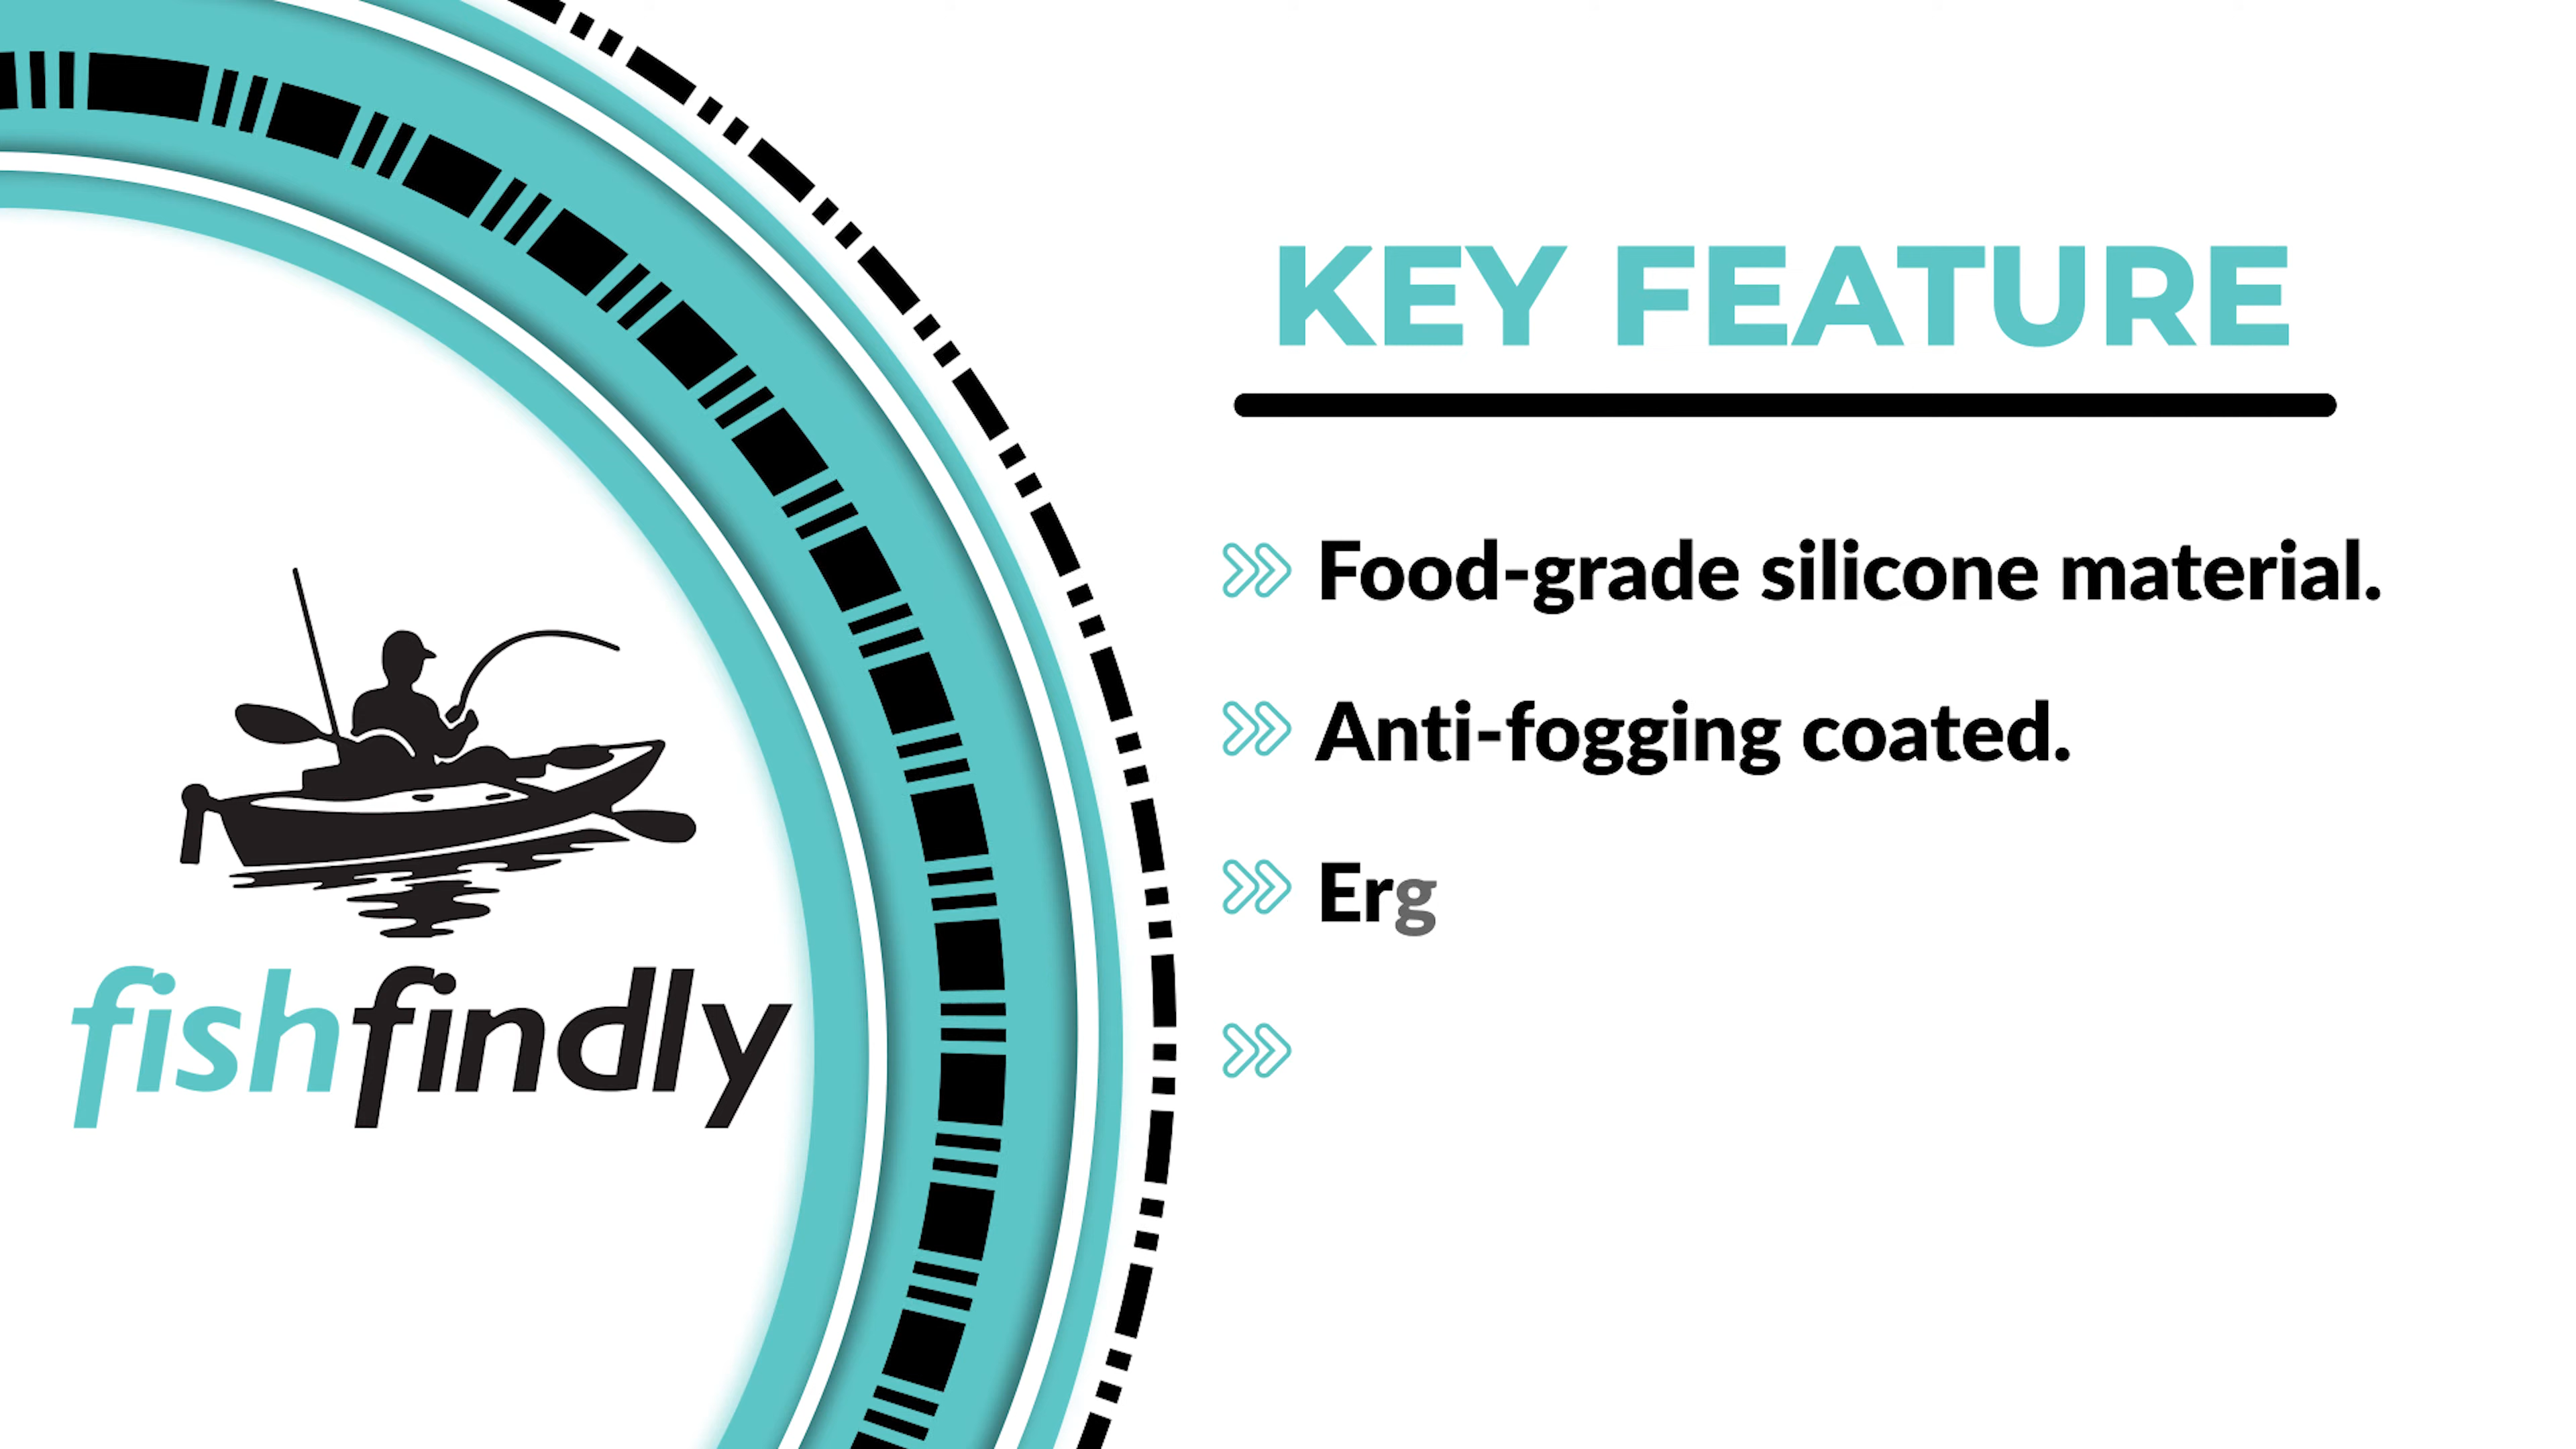 KEY FEATURE
Food-grade silicone material.
Anti-fogging coated.
Erg
fishfindly